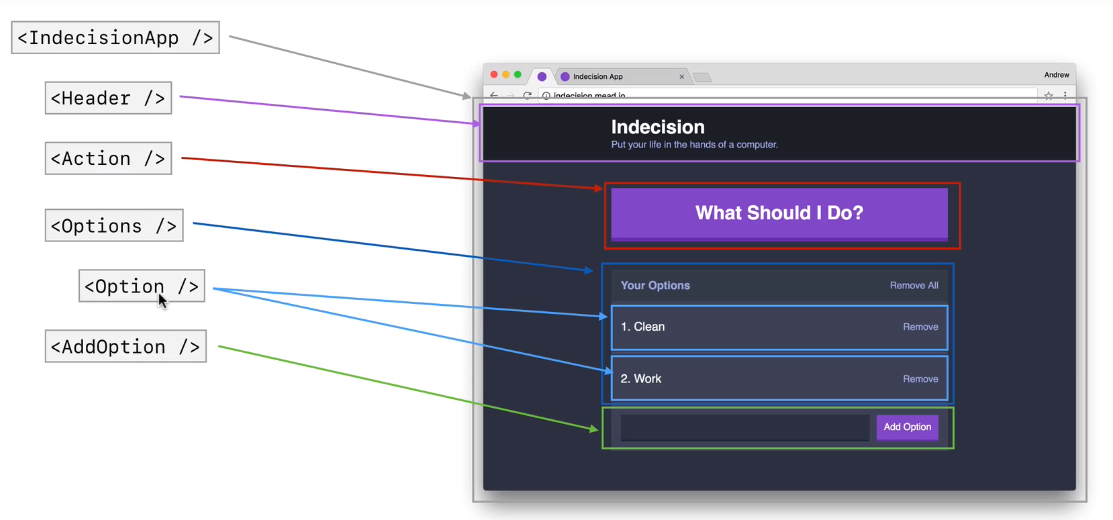 <IndecisionApp />
<Header />
<Action />
<Options />
<Option />
<AddOption />
Indecision App
Andrew
indecision.mead.io
Indecision
Put your life in the hands of a computer.
What Should I Do?
Your Options Remove All
1. Clean Remove
2. Work Remove
Add Option